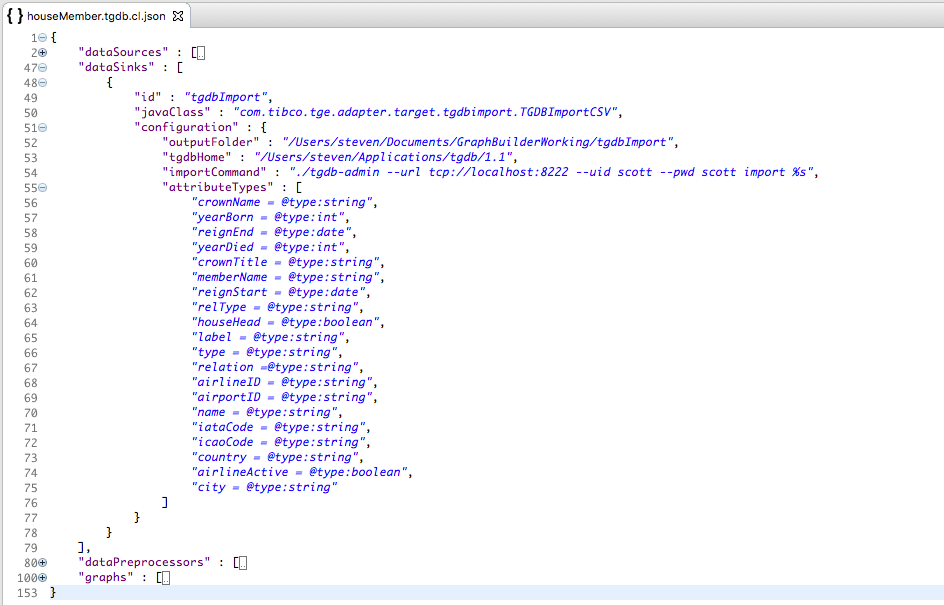 { } houseMember.tgdb.cl.json
1 {
2 "dataSources" : [..
47 "dataSinks" : [
48 {
49 "id" : "tgdbImport",
50 "javaClass" : "com.tibco.tge.adapter.target.tgdbimport.TGDBImportCSV",
51 "configuration" : {
52 "outputFolder" : "/Users/steven/Documents/GraphBuilderWorking/tgdbImport",
53 "tgdbHome" : "/Users/steven/Applications/tgdb/1.1",
54 "importCommand" : "./tgdb-admin --url tcp://localhost:8222 --uid scott --pwd scott import %s",
55 "attributeTypes" : [
56 "crownName = @type:string",
57 "yearBorn = @type:int",
58 "reignEnd = @type:date",
59 "yearDied = @type:int",
60 "crownTitle = @type:string",
61 "memberName = @type:string",
62 "reignStart = @type:date",
63 "relType = @type:string",
64 "houseHead = @type:boolean",
65 "label = @type:string",
66 "type = @type:string",
67 "relation =@type:string",
68 "airlineID = @type:string",
69 "airportID = @type:string",
70 "name = @type:string",
71 "iataCode = @type:string",
72 "icaoCode = @type:string",
73 "country = @type:string",
74 "airlineActive = @type:boolean",
75 "city = @type:string"
76 ]
77 }
78 }
79 ],
80 "dataPreprocessors" : [..
100 "graphs" : [..
153 }